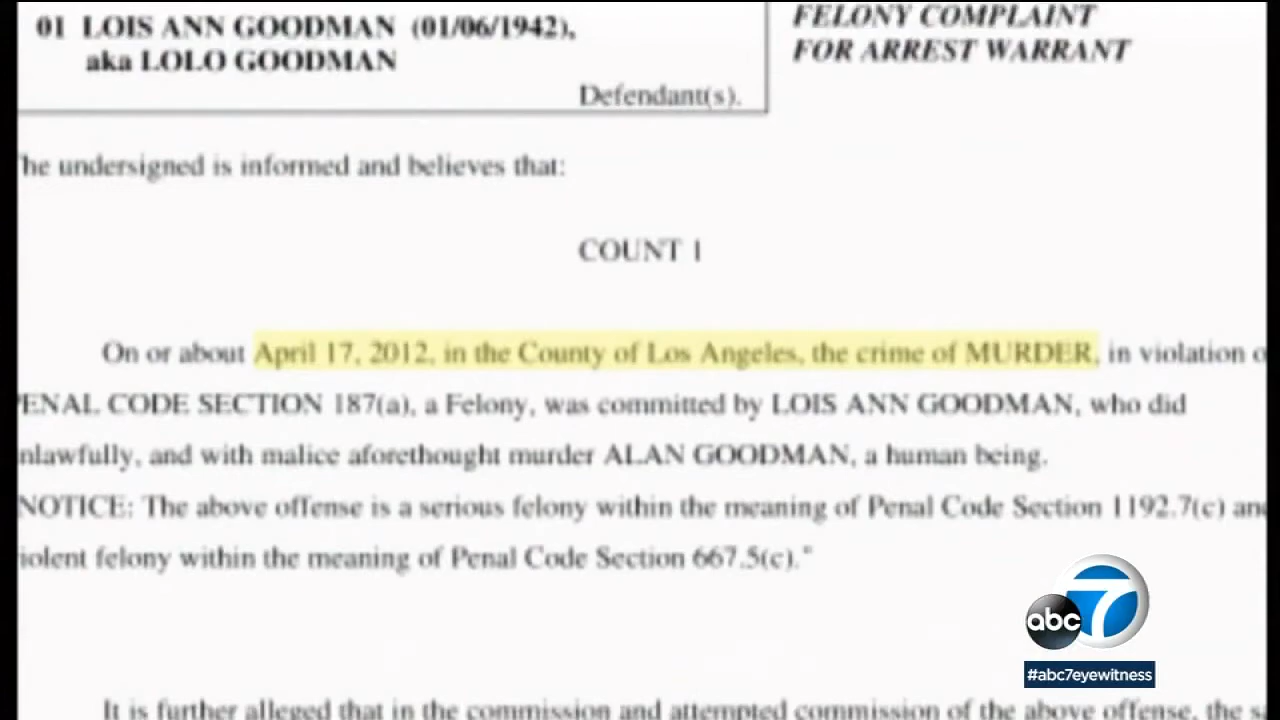 01 LOIS ANN GOODMAN (01/06/1942),
aka LOLO GOODMAN
Defendant(s).
FELONY COMPLAINT
FOR ARREST WARRANT
he undersigned is informed and believes that:
COUNT 1
On or about April 17, 2012, in the County of Los Angeles, the crime of MURDER, in violation o
ENAL CODE SECTION 187(a), a Felony, was committed by LOIS ANN GOODMAN, who did
nlawfully, and with malice aforethought murder ALAN GOODMAN, a human being.
NOTICE: The above offense is a serious felony within the meaning of Penal Code Section 1192.7(c) and
iolent felony within the meaning of Penal Code Section 667.5(c)."
It is further alleged that in the commission and attempted commission of the above offense, the sa
abc 7
#abc7eyewitness